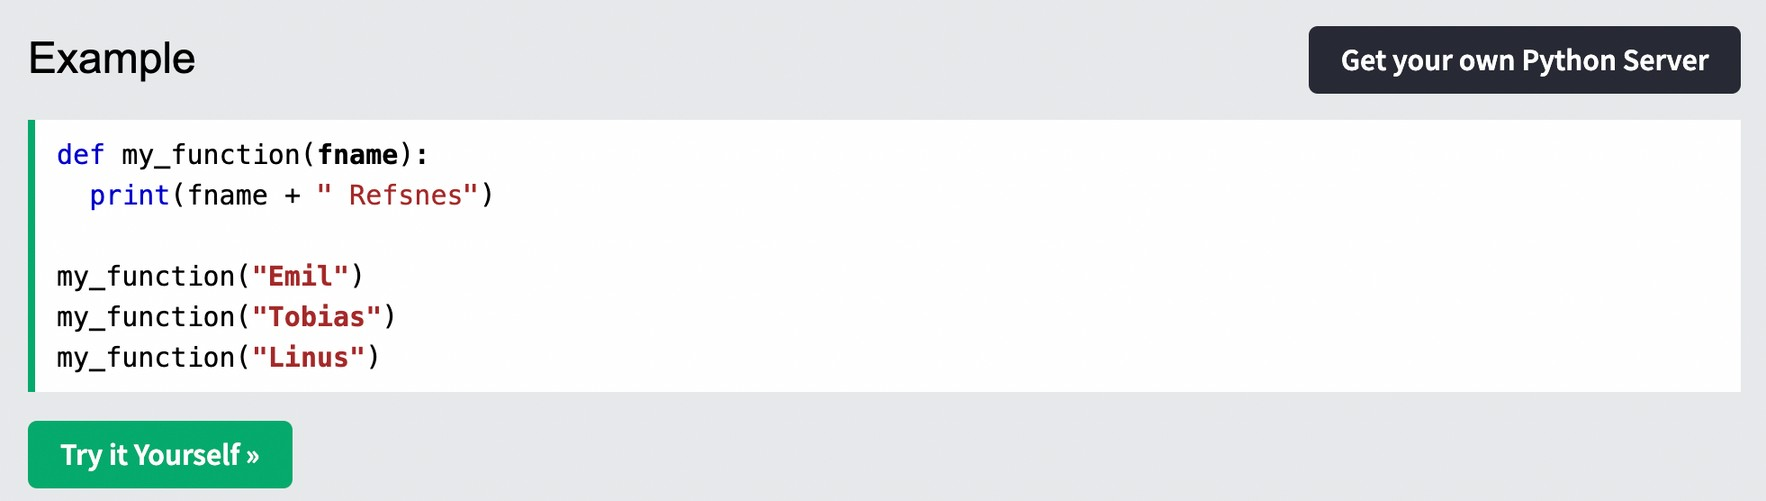 Example
Get your own Python Server
def my_function(fname):
  print(fname + " Refsnes")

my_function("Emil")
my_function("Tobias")
my_function("Linus")
Try it Yourself »